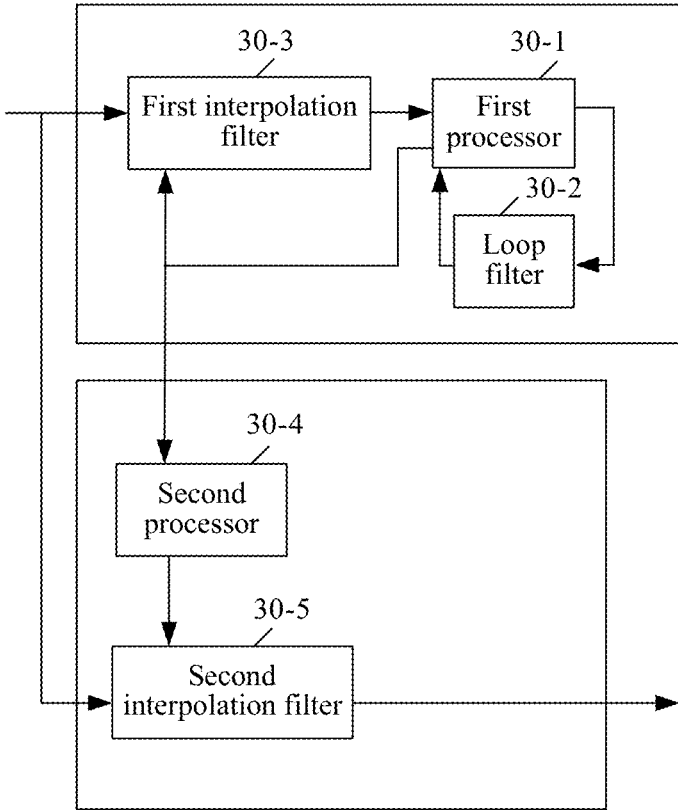 30-3
First interpolation
filter
30-1
First
processor
30-2
Loop
filter
30-4
Second
processor
30-5
Second
interpolation filter